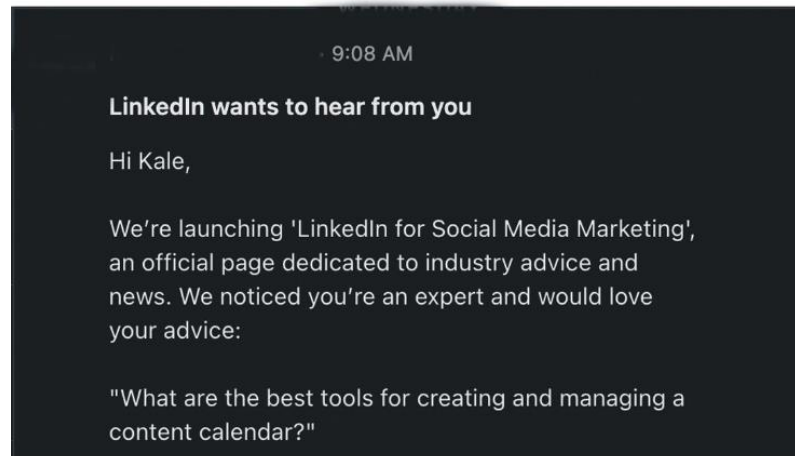 · 9:08 AM
LinkedIn wants to hear from you
Hi Kale,
We’re launching 'LinkedIn for Social Media Marketing',
an official page dedicated to industry advice and
news. We noticed you’re an expert and would love
your advice:
"What are the best tools for creating and managing a
content calendar?"